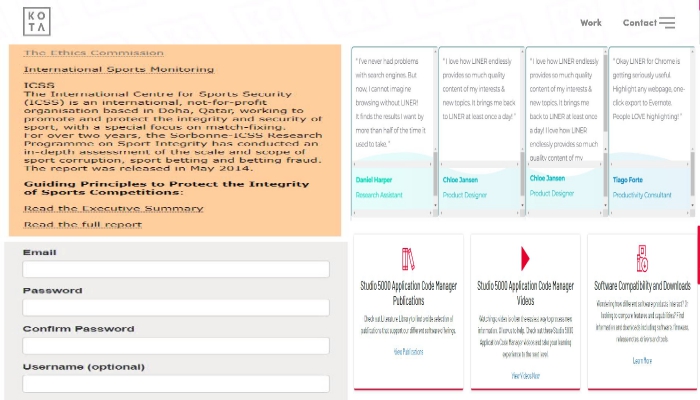 KO
TA
Work
Contact
The Ethics Commission
International Sports Monitoring
ICSS
The International Centre for Sports Security
(ICSS) is an international, not-for-profit
organisation based in Doha, Qatar, working to
promote and protect the integrity and security of
sport, with a special focus on match-fixing.
For over two years, the Sorbonne-ICSS Research
Programme on Sport Integrity has conducted an
in-depth assessment of the scale and scope of
sport corruption, sport betting and betting fraud.
The report was released in May 2014.
Guiding Principles to Protect the Integrity
of Sports Competitions:
Read the Executive Summary
Read the full report
"I've never had problems
with search engines. But
now, I cannot imagine
browsing without LINER!
It finds the results I want by
more than half of the time it
used to take."
Daniel Harper
Research Assistant
"I love how LINER endlessly
provides so much quality
content of my interests &
new topics. It brings me back
to LINER at least once a day!"
Chloe Jansen
Product Designer
"I love how LINER
endlessly provides so
much quality content of
my interests & new
topics. It brings me back
to LINER at least once
a day! I love how LINER
endlessly provides so much
quality content of my
Chloe Jansen
Product Designer
"Okay LINER for Chrome is
getting seriously useful.
Highlight any webpage, one-
click export to Evernote.
People LOVE highlighting!"
Tiago Forte
Productivity Consultant
Email
Password
Confirm Password
Username (optional)
Studio 5000 Application Code Manager
Publications
Check out Literature Library for the wide selection of
publications that support our different software offerings.
View Publications
Studio 5000 Application Code Manager
Videos
Watching a video is often the easiest way to process new
information. Allow us to help. Check out these Studio 5000
Application Code Manager videos and take your learning
experience to the next level.
View Videos Now
Software Compatibility and Downloads
Wondering how different software products interact? Or
looking to compare features and capabilities? Find
information and downloads including software, firmware,
release notes, drivers and tools.
Learn More